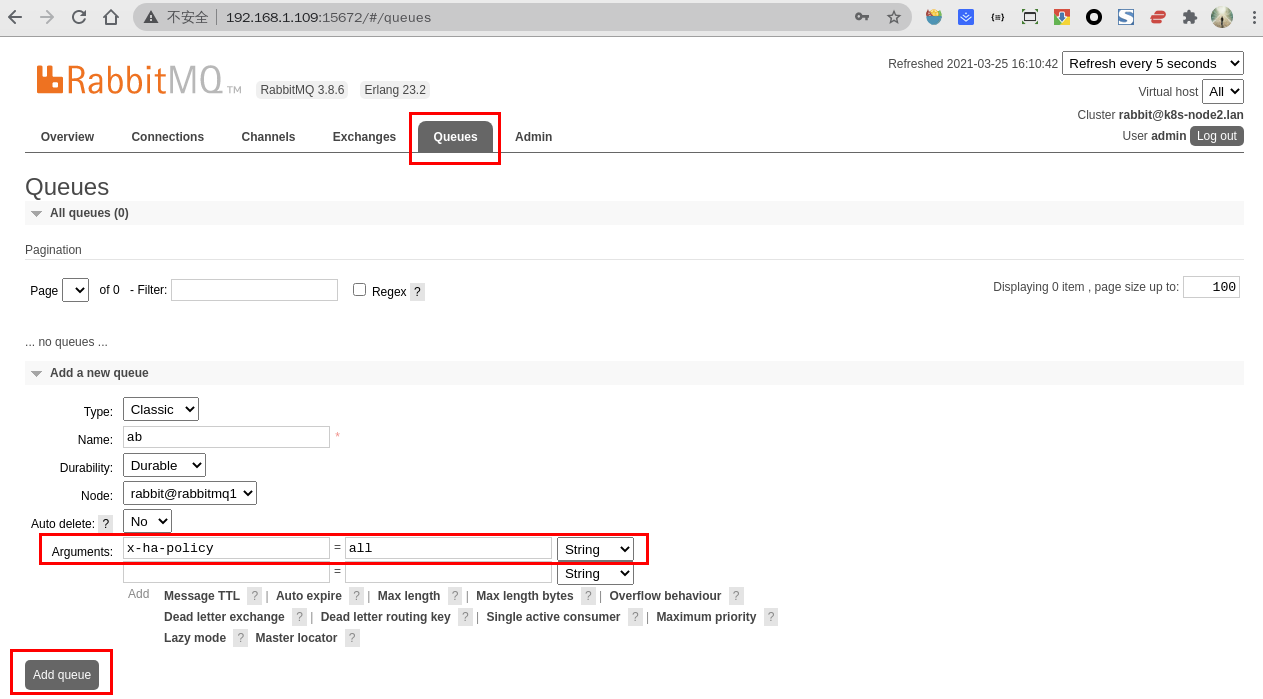 不安全 | 192.168.1.109:15672/#/queues
RabbitMQ TM RabbitMQ 3.8.6 Erlang 23.2
Refreshed 2021-03-25 16:10:42 Refresh every 5 seconds
Virtual host All
Cluster rabbit@k8s-node2.lan
User admin Log out
Overview Connections Channels Exchanges Queues Admin
Queues
All queues (0)
Pagination
Page of 0 - Filter: Regex ? Displaying 0 item , page size up to: 100
... no queues ...
Add a new queue
Type: Classic
Name: ab *
Durability: Durable
Node: rabbit@rabbitmq1
Auto delete: ? No
Arguments: x-ha-policy = all String
= String
Add Message TTL ? | Auto expire ? | Max length ? | Max length bytes ? | Overflow behaviour ?
Dead letter exchange ? | Dead letter routing key ? | Single active consumer ? | Maximum priority ?
Lazy mode ? Master locator ?
Add queue